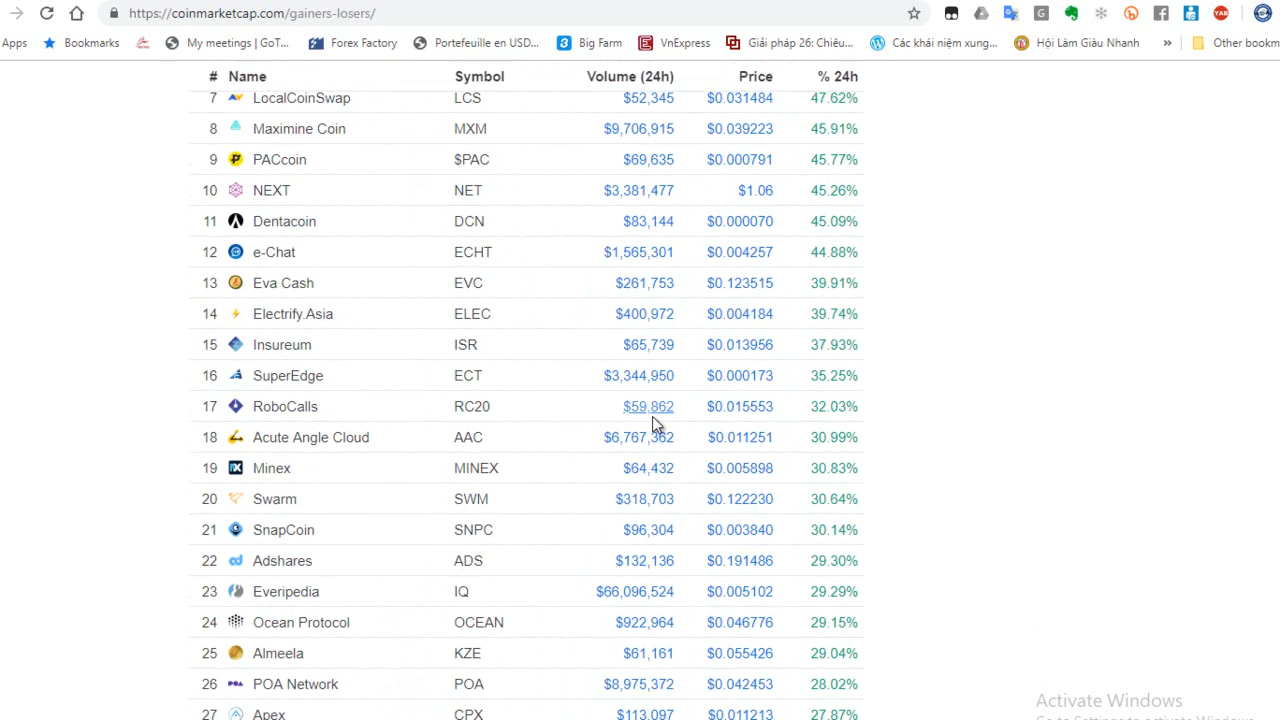 https://coinmarketcap.com/gainers-losers/
Apps Bookmarks My meetings | GoT... Forex Factory Portefeuille en USD... Big Farm VnExpress Giải pháp 26: Chiêu... Các khái niệm xung... Hội Làm Giàu Nhanh » Other bookm
# Name Symbol Volume (24h) Price % 24h
7 LocalCoinSwap LCS $52,345 $0.031484 47.62%
8 Maximine Coin MXM $9,706,915 $0.039223 45.91%
9 PACcoin $PAC $69,635 $0.000791 45.77%
10 NEXT NET $3,381,477 $1.06 45.26%
11 Dentacoin DCN $83,144 $0.000070 45.09%
12 e-Chat ECHT $1,565,301 $0.004257 44.88%
13 Eva Cash EVC $261,753 $0.123515 39.91%
14 Electrify.Asia ELEC $400,972 $0.004184 39.74%
15 Insureum ISR $65,739 $0.013956 37.93%
16 SuperEdge ECT $3,344,950 $0.000173 35.25%
17 RoboCalls RC20 $59,862 $0.015553 32.03%
18 Acute Angle Cloud AAC $6,767,362 $0.011251 30.99%
19 Minex MINEX $64,432 $0.005898 30.83%
20 Swarm SWM $318,703 $0.122230 30.64%
21 SnapCoin SNPC $96,304 $0.003840 30.14%
22 Adshares ADS $132,136 $0.191486 29.30%
23 Everipedia IQ $66,096,524 $0.005102 29.29%
24 Ocean Protocol OCEAN $922,964 $0.046776 29.15%
25 Almeela KZE $61,161 $0.055426 29.04%
26 POA Network POA $8,975,372 $0.042453 28.02%
27 Apex CPX $113,097 $0.011213 27.87%
Activate Windows
Go to Settings to activate Windows